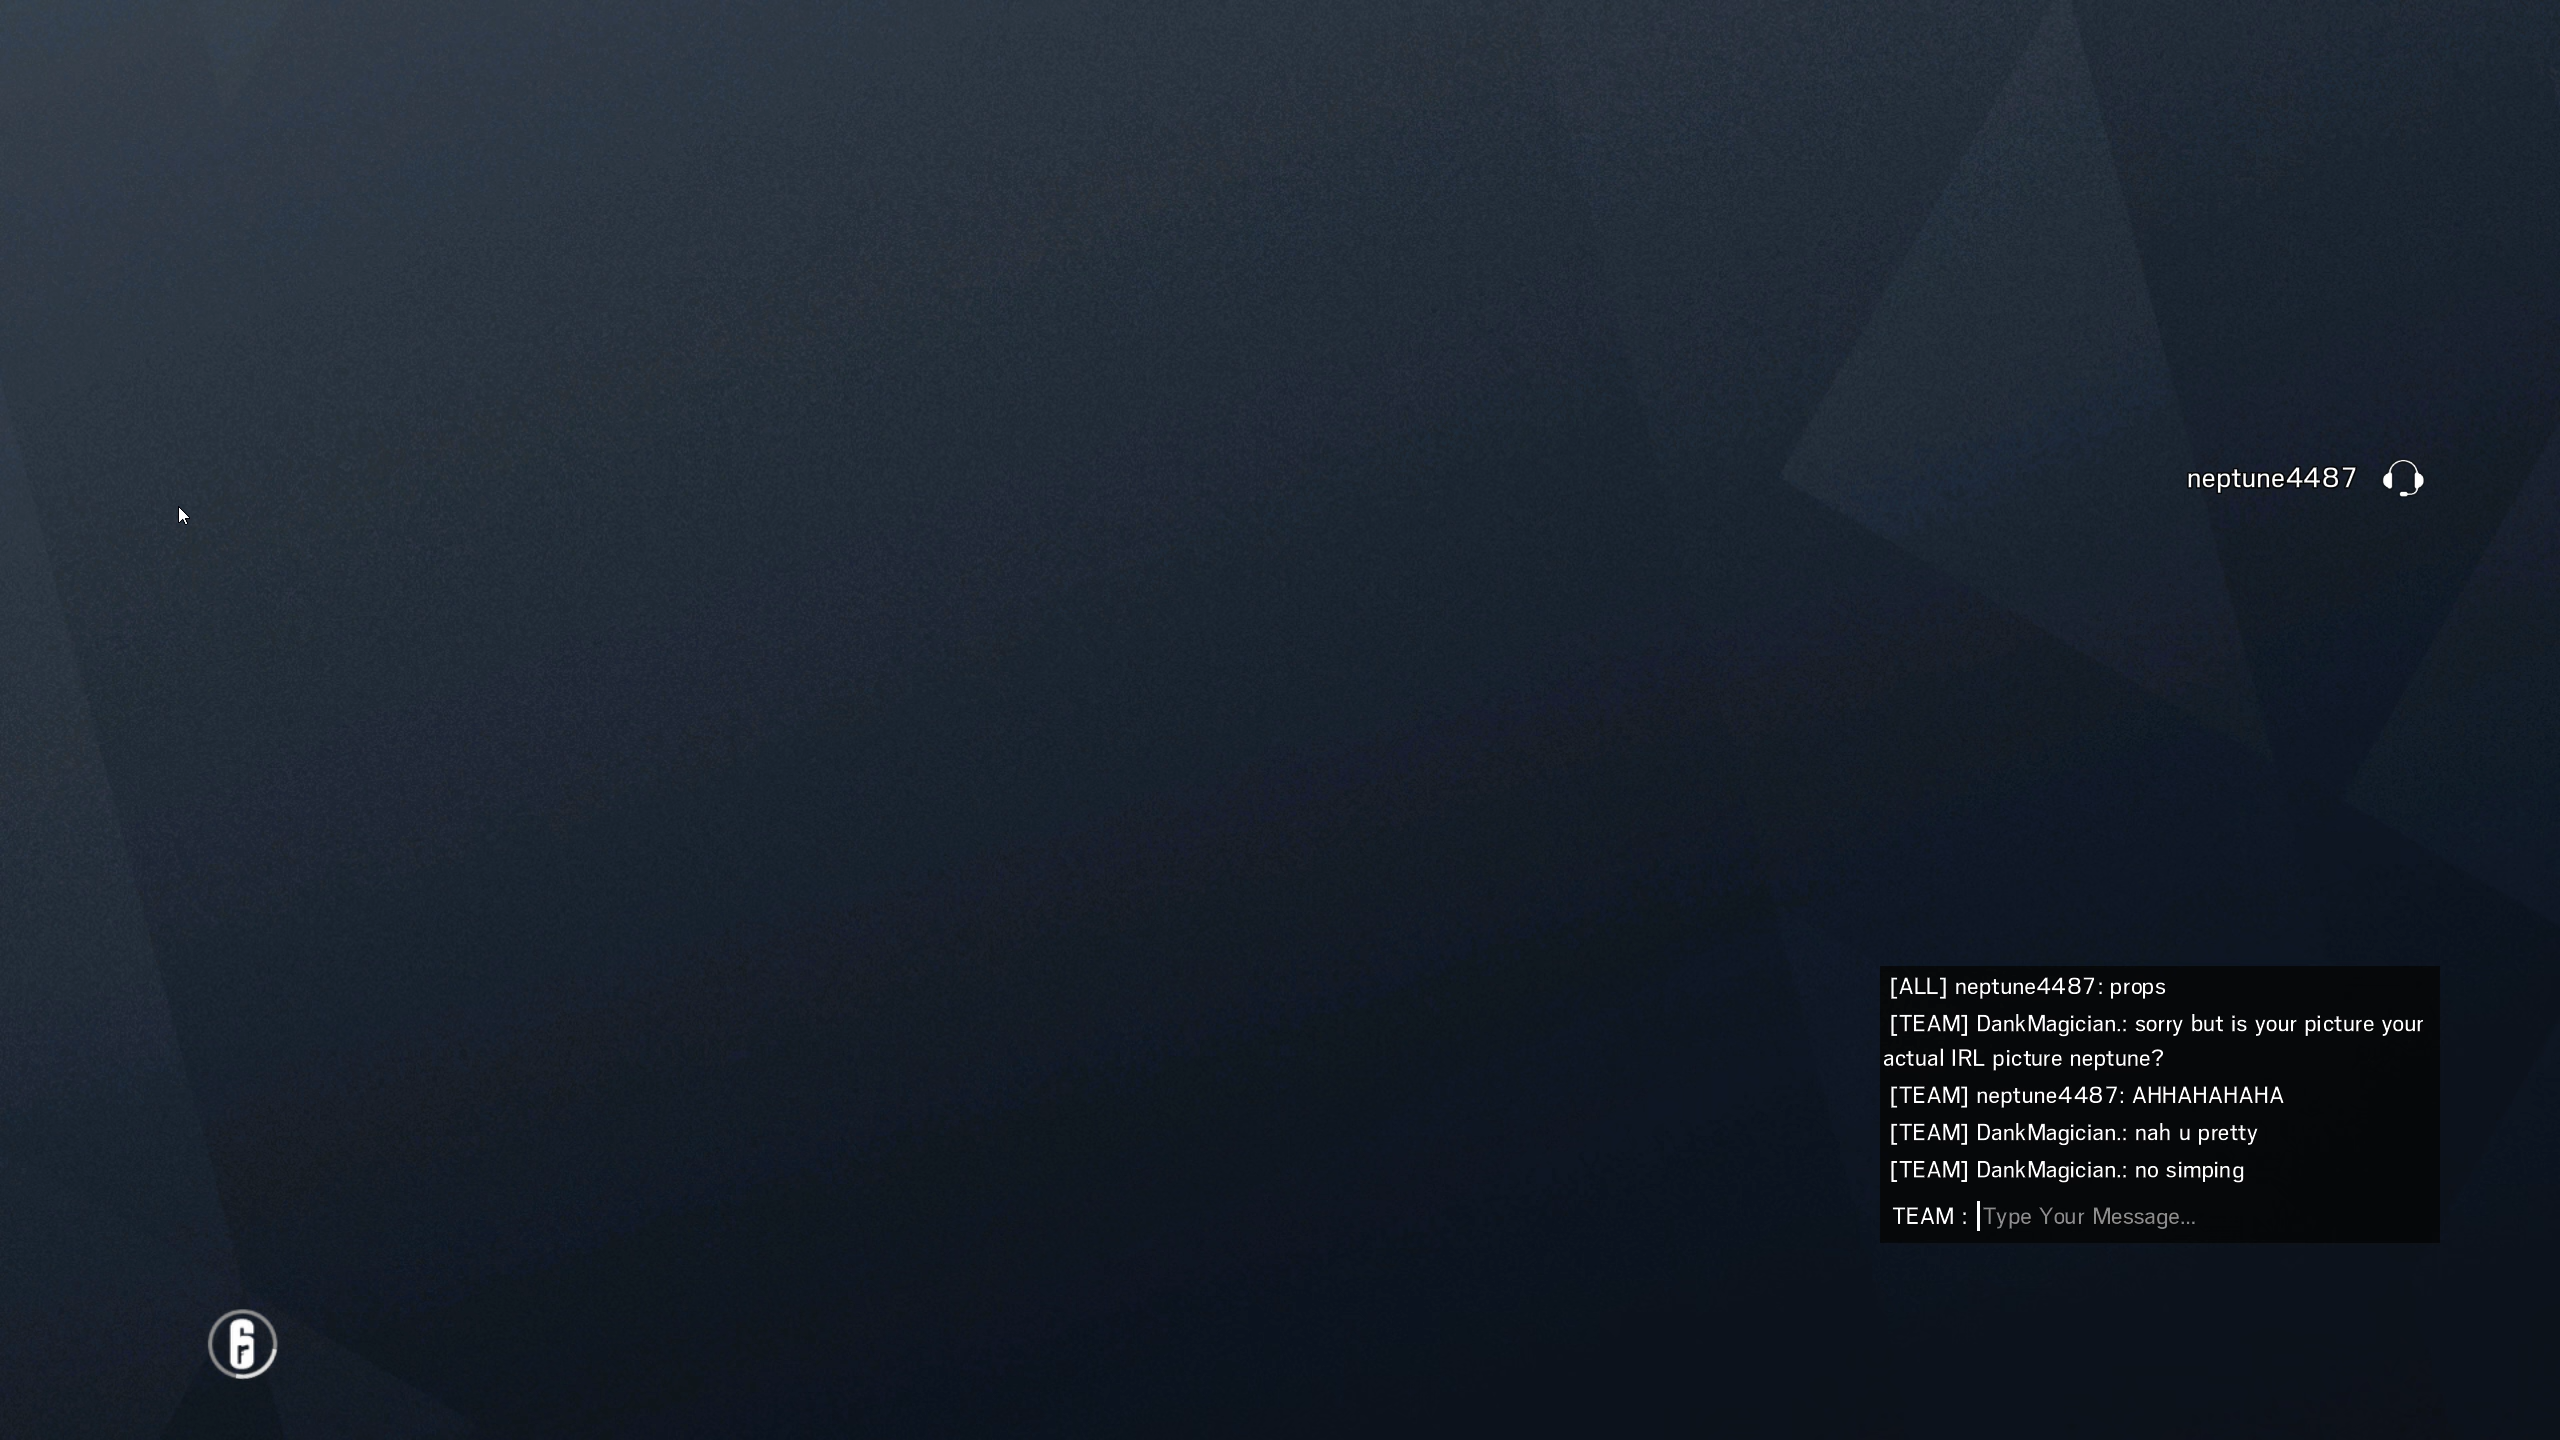 neptune4487
[ALL] neptune4487: props
[TEAM] DankMagician.: sorry but is your picture your
actual IRL picture neptune?
[TEAM] neptune4487: AHHAHAHAHA
[TEAM] DankMagician.: nah u pretty
[TEAM] DankMagician.: no simping
TEAM : Type Your Message...
6